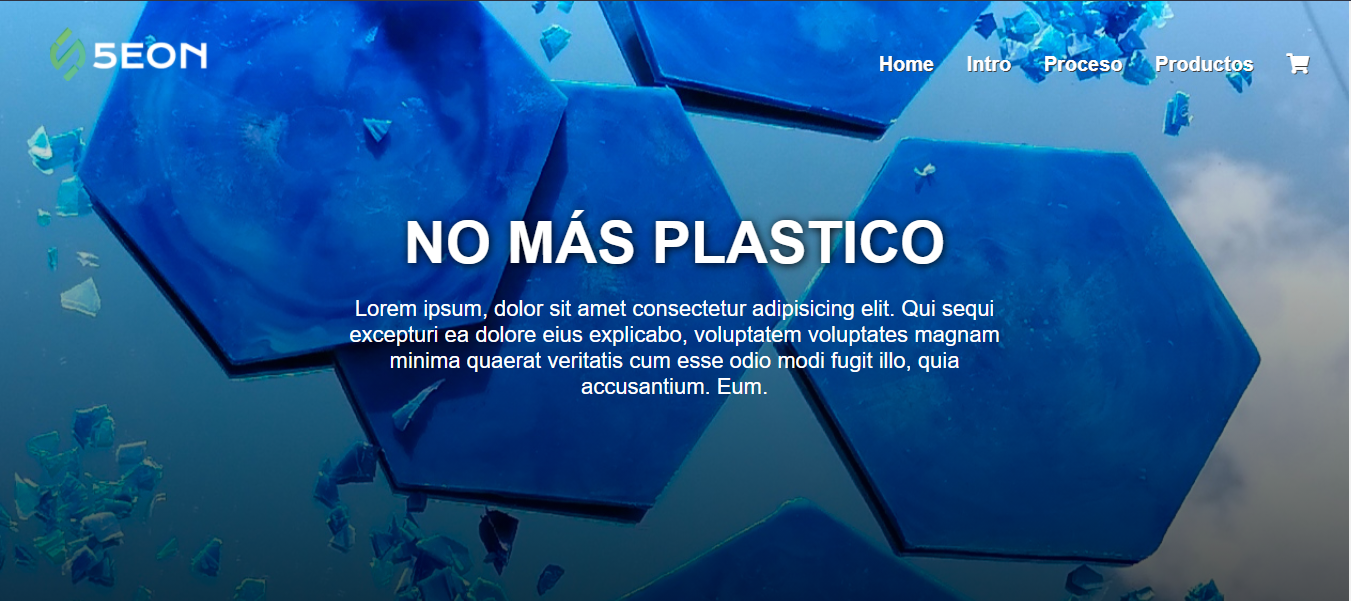 5EON
Home Intro Proceso Productos
NO MÁS PLASTICO
Lorem ipsum, dolor sit amet consectetur adipisicing elit. Qui sequi
excepturi ea dolore eius explicabo, voluptatem voluptates magnam
minima quaerat veritatis cum esse odio modi fugit illo, quia
accusantium. Eum.